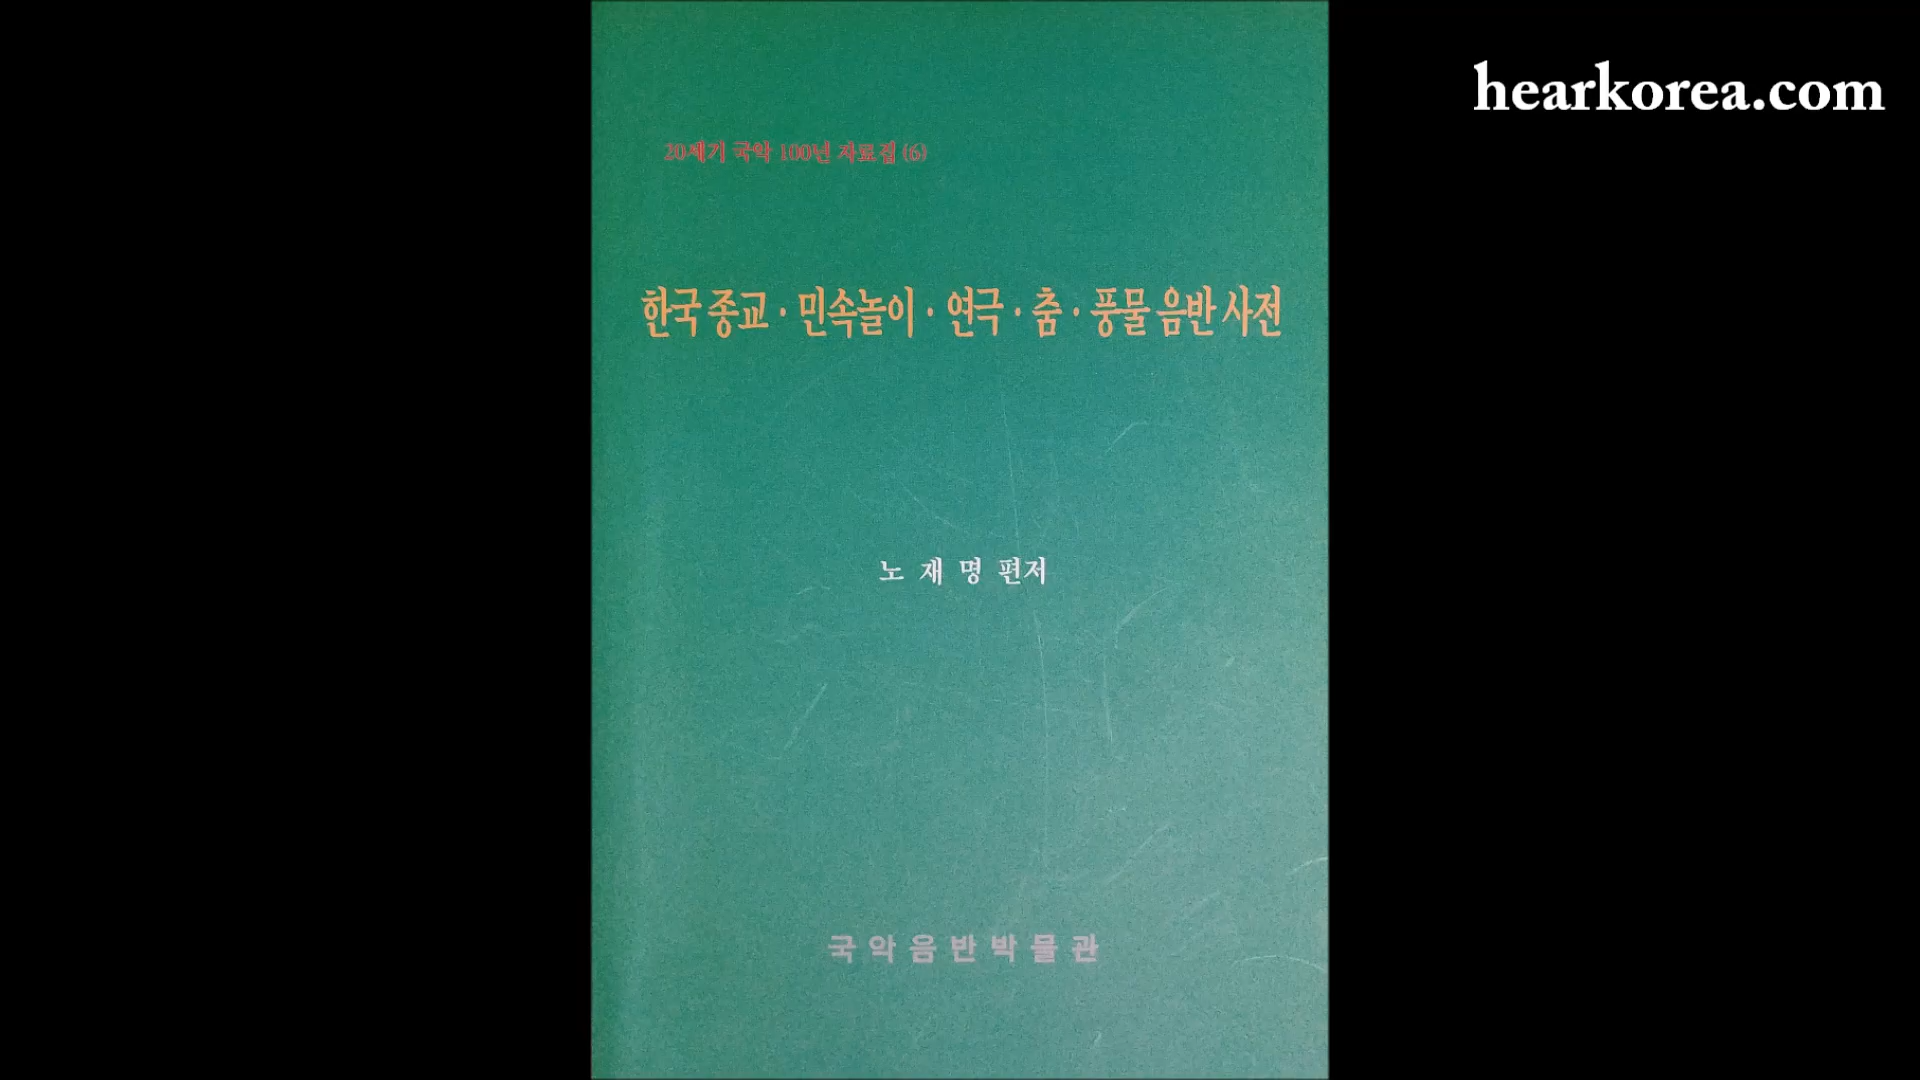 hearkorea.com
20세기 국악 100년 자료집 (6)
한국 종교 · 민속놀이 · 연극 · 춤 · 풍물 음반 사전
노 재 명 편저
국악음반박물관